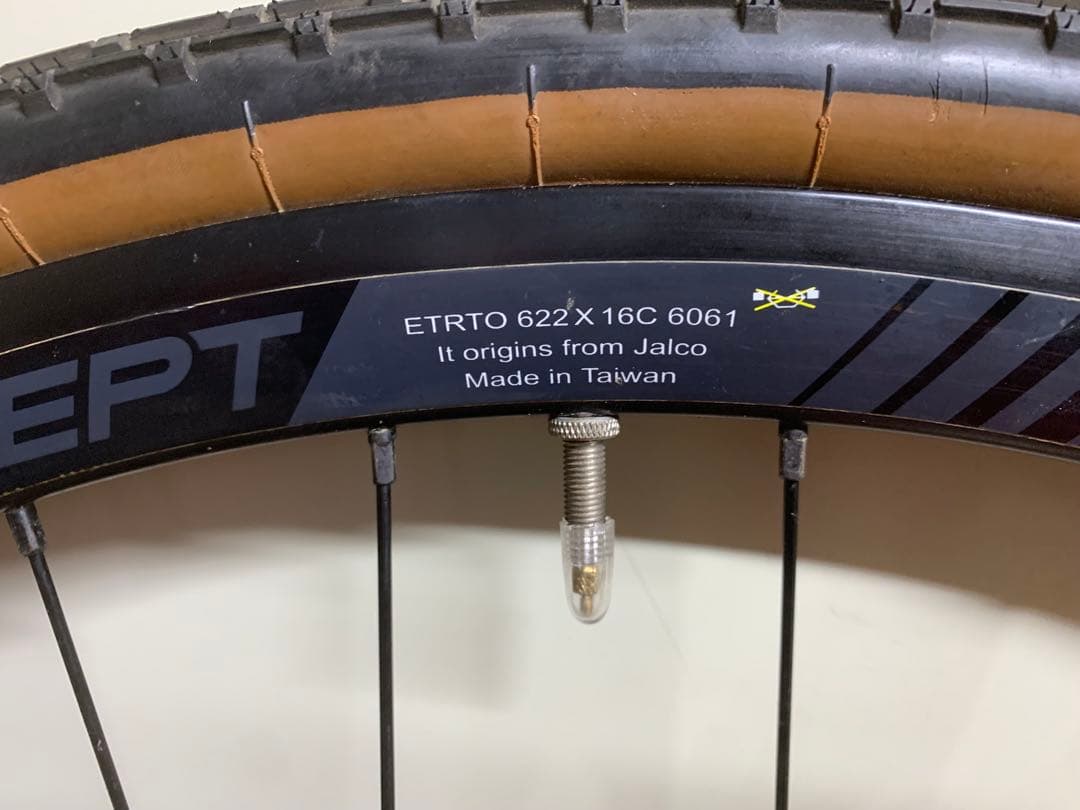 EPT
ETRTO 622 X 16C 6061
It origins from Jalco
Made in Taiwan